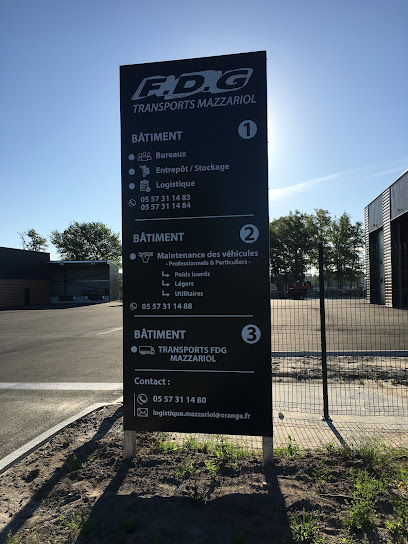 F.D.G
TRANSPORTS MAZZARIOL
BÂTIMENT 1
Bureaux
Entrepôt / Stockage
Logistique
05 57 31 14 83
05 57 31 14 84
BÂTIMENT 2
Maintenance des véhicules
- Professionnels & Particuliers -
Poids lourds
Légers
Utilitaires
05 57 31 14 88
BÂTIMENT 3
TRANSPORTS FDG
MAZZARIOL
Contact :
05 57 31 14 80
logistique.mazzariol@orange.fr